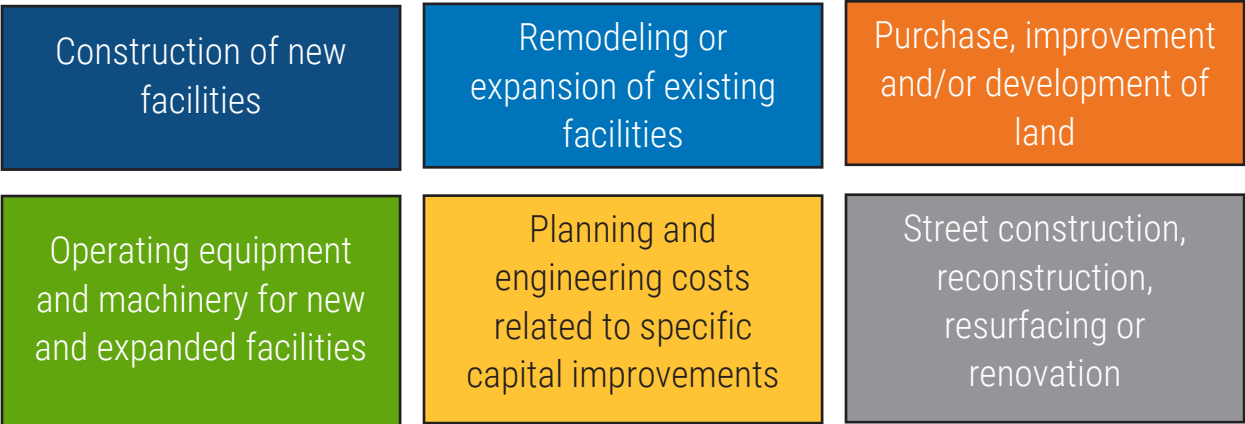 Construction of new
facilities
Remodeling or
expansion of existing
facilities
Purchase, improvement
and/or development of
land
Operating equipment
and machinery for new
and expanded facilities
Planning and
engineering costs
related to specific
capital improvements
Street construction,
reconstruction,
resurfacing or
renovation